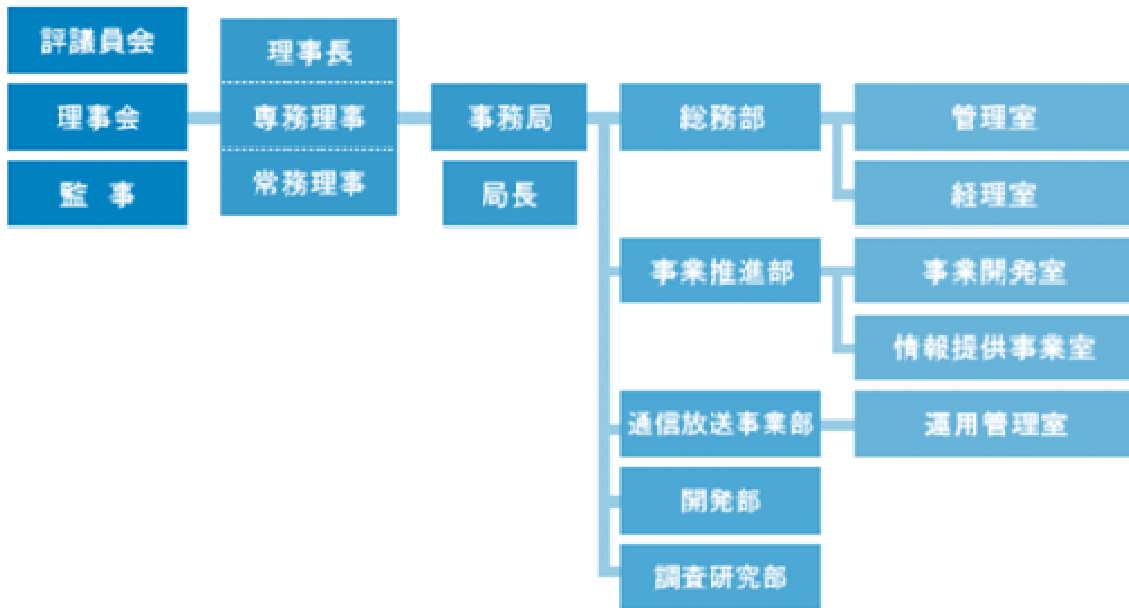 評議員会
理事会
監 事
理事長
専務理事
常務理事
事務局
局長
総務部
管理室
経理室
事業推進部
事業開発室
情報提供事業室
通信放送事業部
運用管理室
開発部
調査研究部